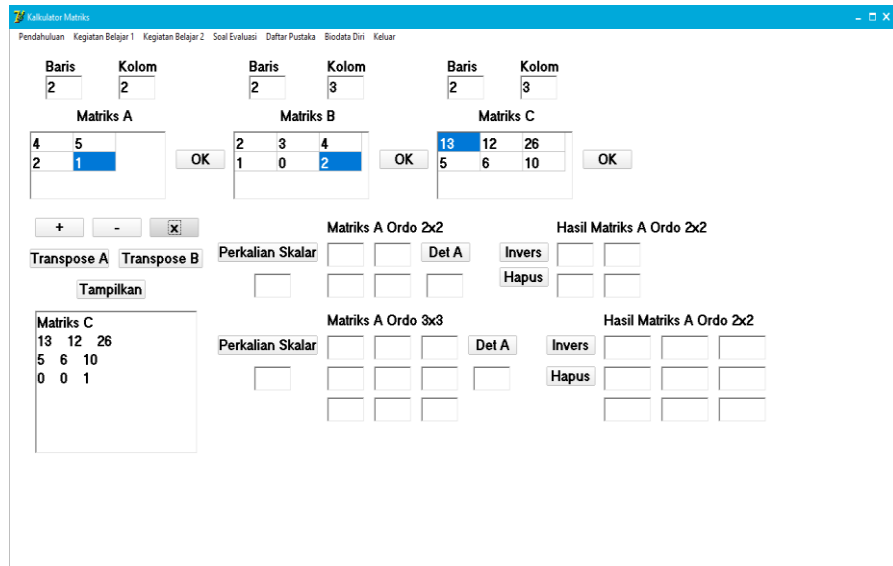 Kalkulator Matriks
Pendahuluan Kegiatan Belajar 1 Kegiatan Belajar 2 Soal Evaluasi Daftar Pustaka Biodata Diri Keluar
Baris Kolom Baris Kolom Baris Kolom
2 2 2 3 2 3
Matriks A Matriks B Matriks C
4 5 2 3 4 13 12 26
2 1 OK 1 0 2 OK 5 6 10 OK
+ - x Matriks A Ordo 2x2 Hasil Matriks A Ordo 2x2
Transpose A Transpose B Perkalian Skalar Det A Invers
Tampilkan Hapus
Matriks C Matriks A Ordo 3x3 Hasil Matriks A Ordo 2x2
13 12 26 Perkalian Skalar Det A Invers
5 6 10 Hapus
0 0 1